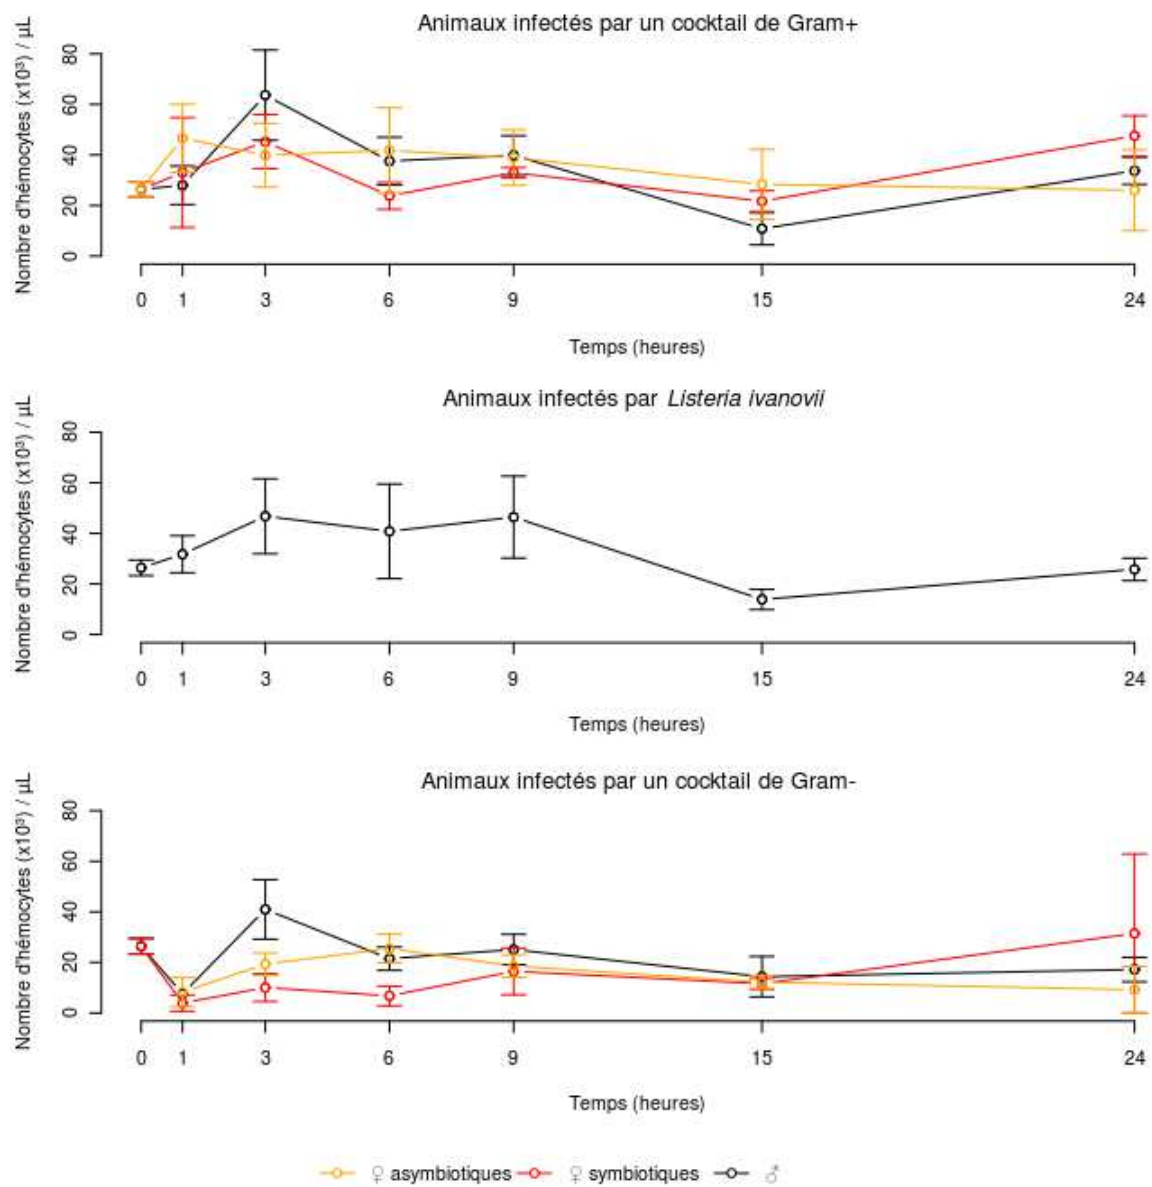 Animaux infectés par un cocktail de Gram+
Nombre d'hémocytes (x10³) / µL
80
60
40
20
0
0 1 3 6 9 15 24
Temps (heures)
Animaux infectés par Listeria ivanovii
Nombre d'hémocytes (x10³) / µL
80
60
40
20
0
0 1 3 6 9 15 24
Temps (heures)
Animaux infectés par un cocktail de Gram-
Nombre d'hémocytes (x10³) / µL
80
60
40
20
0
0 1 3 6 9 15 24
Temps (heures)
♀ asymbiotiques ♀ symbiotiques ♂